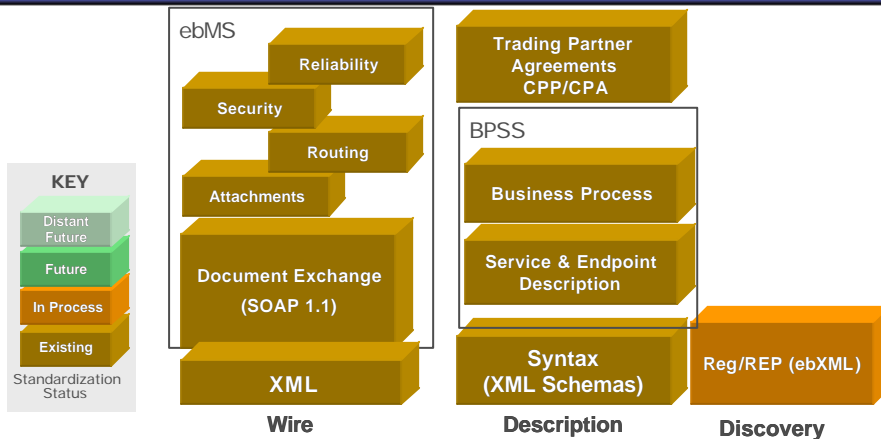 ebMS
Reliability
Security
Routing
Attachments
Document Exchange
(SOAP 1.1)
XML
Wire
Trading Partner
Agreements
CPP/CPA
BPSS
Business Process
Service & Endpoint
Description
Syntax
(XML Schemas)
Description
Reg/REP (ebXML)
Discovery
KEY
Distant
Future
Future
In Process
Existing
Standardization
Status